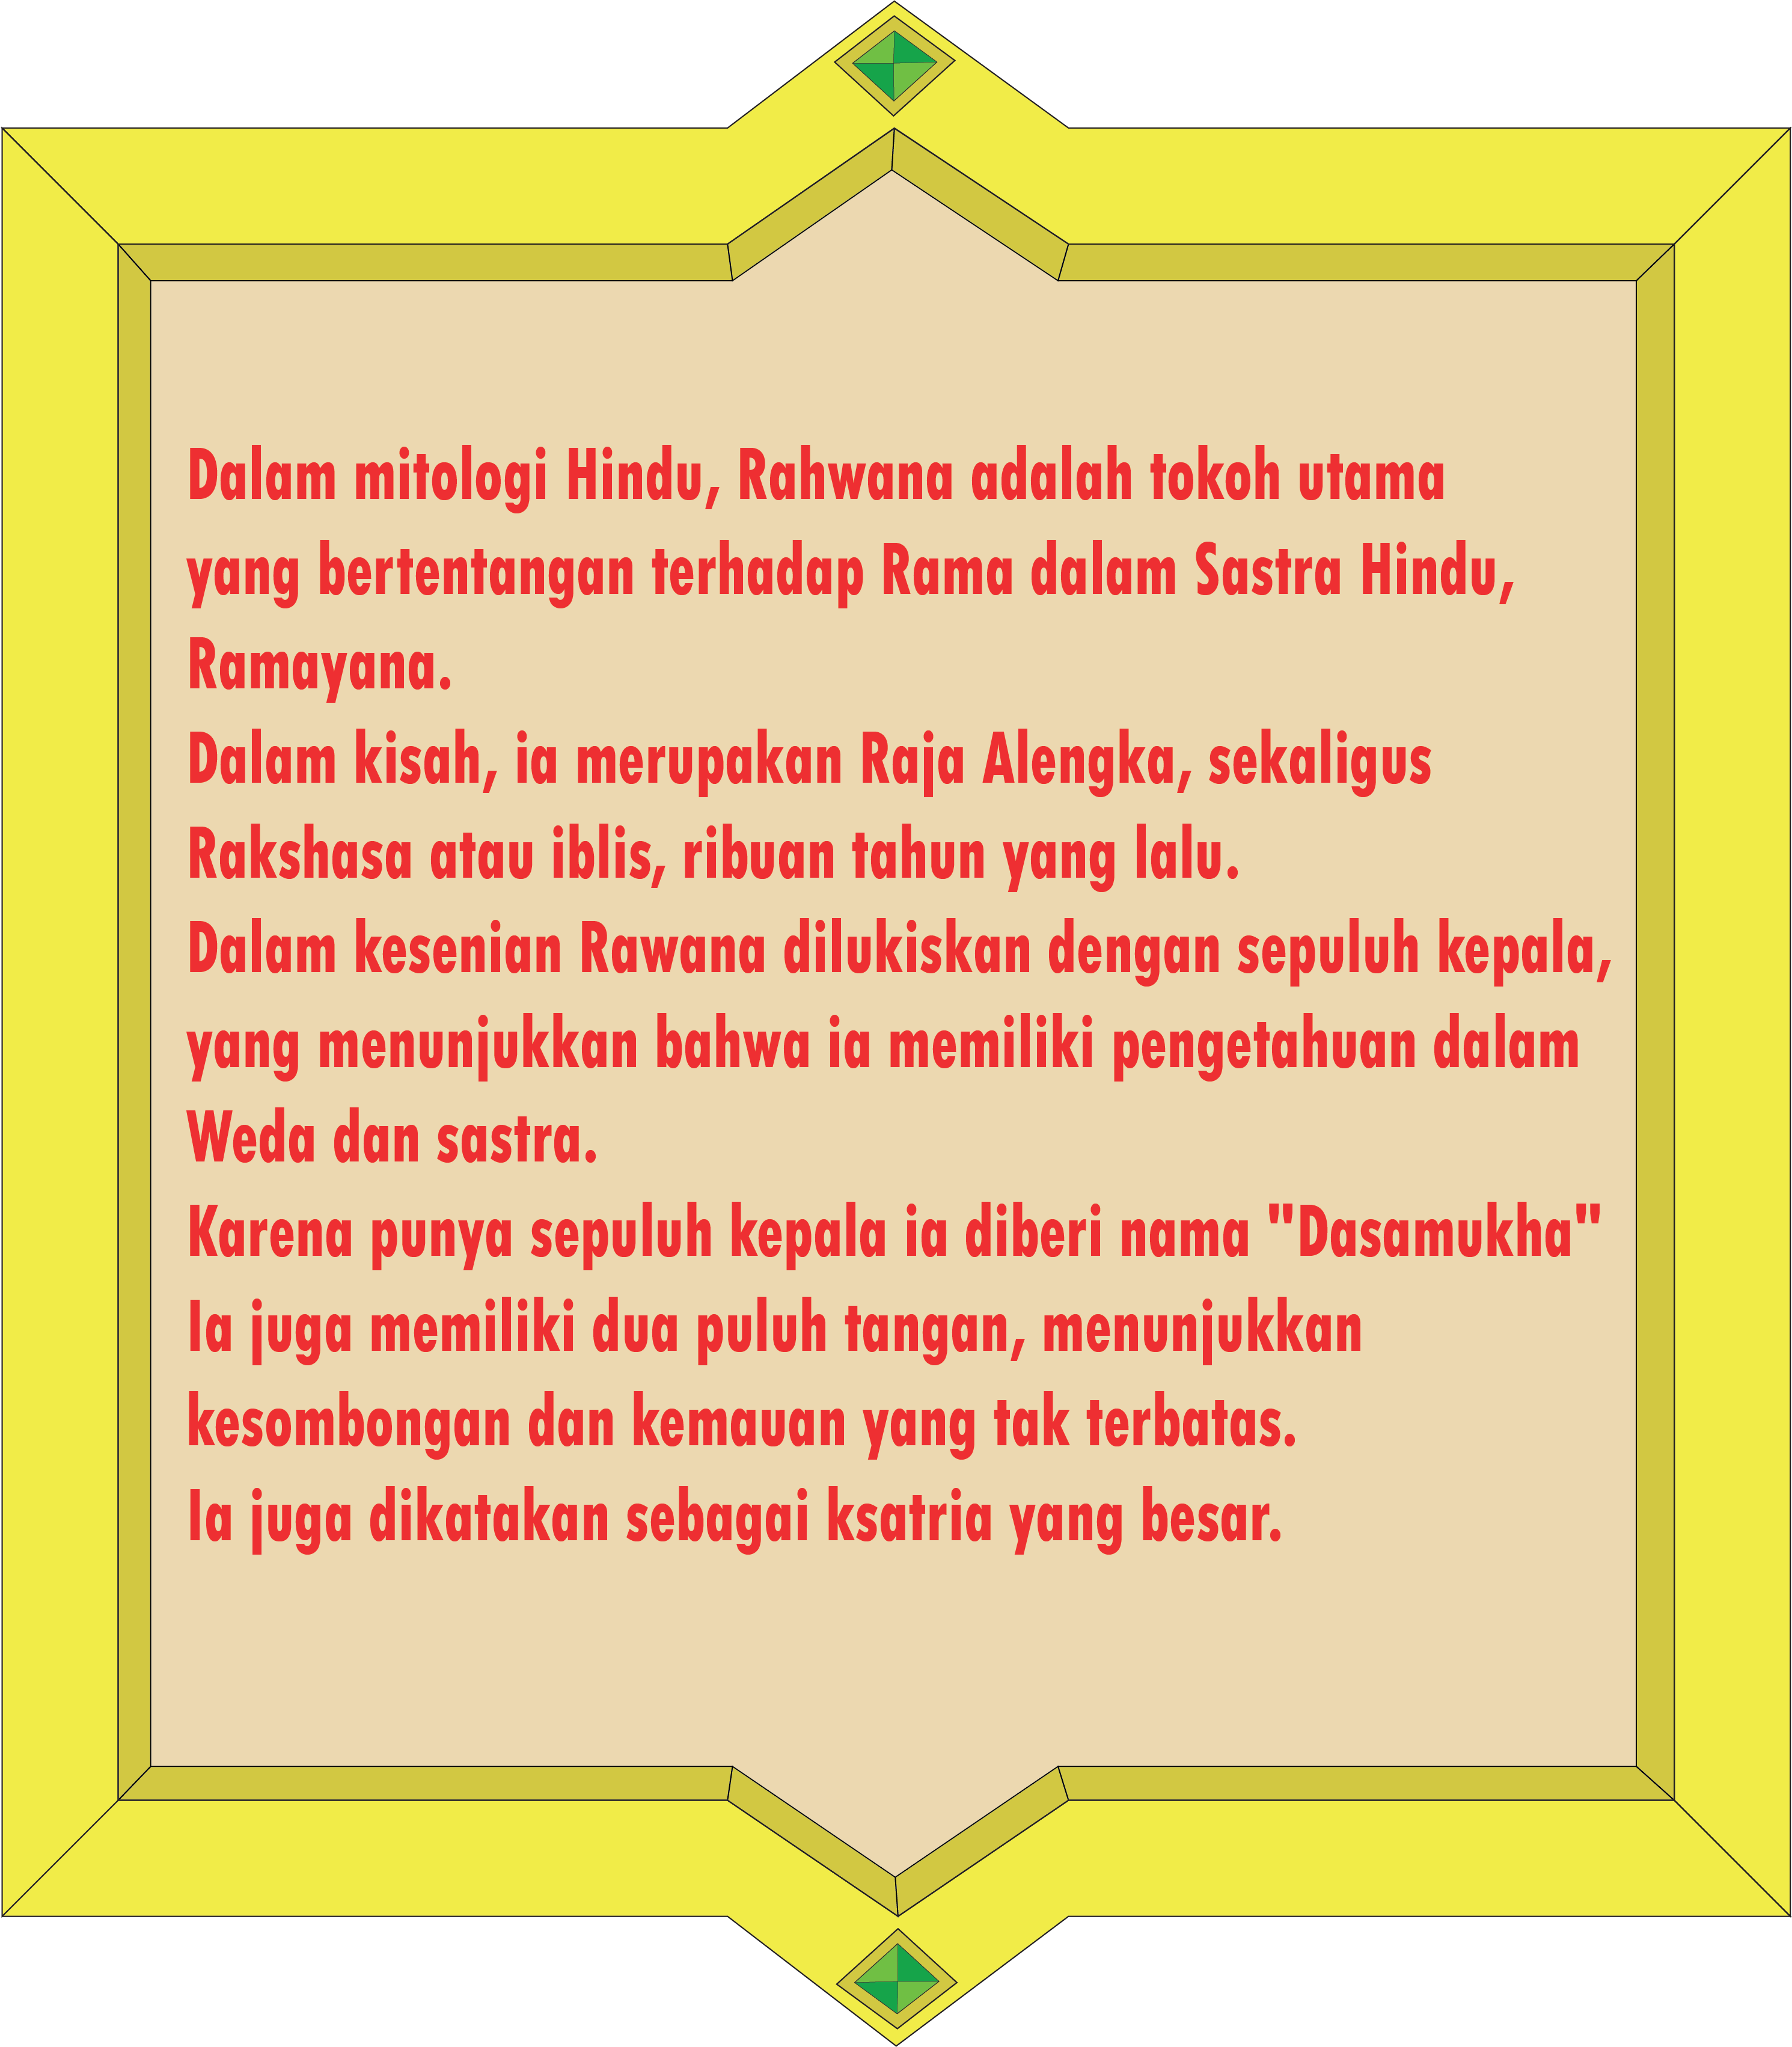 Dalam mitologi Hindu, Rahwana adalah tokoh utama
yang bertentangan terhadap Rama dalam Sastra Hindu,
Ramayana.
Dalam kisah, ia merupakan Raja Alengka, sekaligus
Rakshasa atau iblis, ribuan tahun yang lalu.
Dalam kesenian Rawana dilukiskan dengan sepuluh kepala,
yang menunjukkan bahwa ia memiliki pengetahuan dalam
Weda dan sastra.
Karena punya sepuluh kepala ia diberi nama "Dasamukha"
Ia juga memiliki dua puluh tangan, menunjukkan
kesombongan dan kemauan yang tak terbatas.
Ia juga dikatakan sebagai ksatria yang besar.